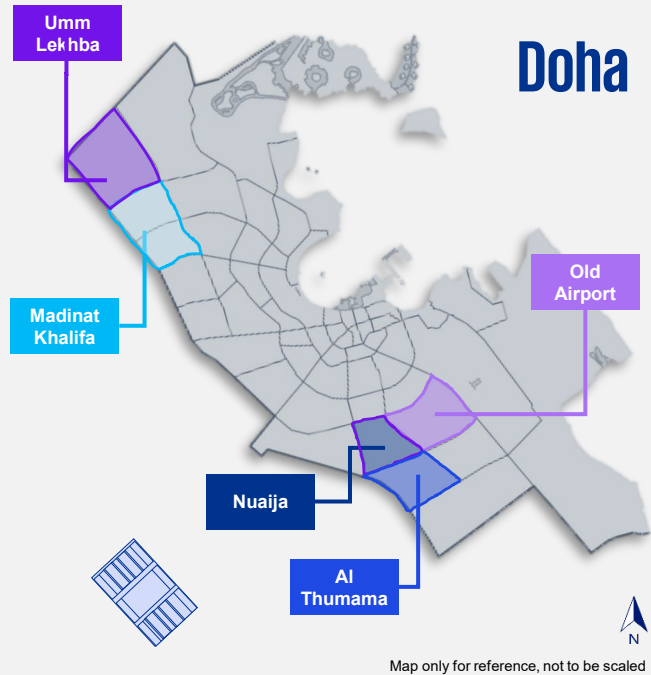 Umm
Lekhba
Doha
Old
Airport
Madinat
Khalifa
Nuaija
Al
Thumama
N
Map only for reference, not to be scaled